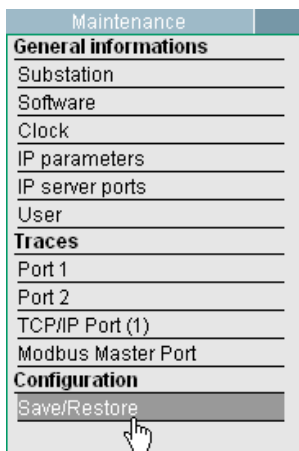 Maintenance
General informations
Substation
Software
Clock
IP parameters
IP server ports
User
Traces
Port 1
Port 2
TCP/IP Port (1)
Modbus Master Port
Configuration
Save/Restore